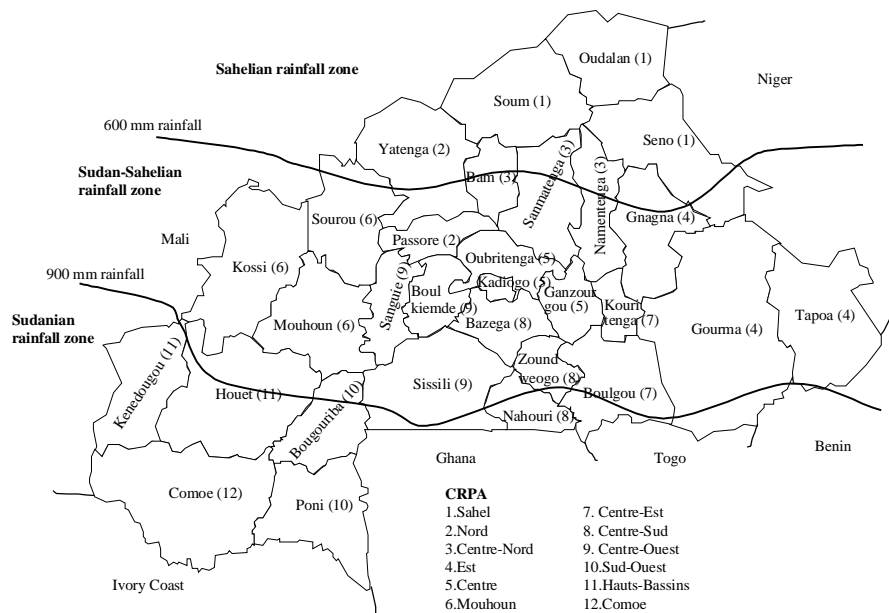 Oudalan (1)
Sahelian rainfall zone
Niger
Soum (1)
600 mm rainfall
Seno (1)
Yatenga (2)
Sanmatenga (3)
Namentenga (3)
Bam (3)
Sudan-Sahelian
rainfall zone
Sourou (6)
Gnagna (4)
Mali
Passore (2)
Oubritenga (5)
Kossi (6)
Sanguie (9)
900 mm rainfall
Boul
kiemde (9)
Kadiogo (5)
Ganzour
gou (5)
Kouri
tenga (7)
Tapoa (4)
Sudanian
rainfall zone
Mouhoun (6)
Bazega (8)
Gourma (4)
Kenedougou (11)
Zound
weogo (8)
Houet (11)
Bougouriba (10)
Sissili (9)
Boulgou (7)
Nahouri (8)
Ghana
Togo
Benin
Comoe (12)
Poni (10)
Ivory Coast
CRPA
1.Sahel
2.Nord
3.Centre-Nord
4.Est
5.Centre
6.Mouhoun
7. Centre-Est
8. Centre-Sud
9. Centre-Ouest
10.Sud-Ouest
11.Hauts-Bassins
12.Comoe